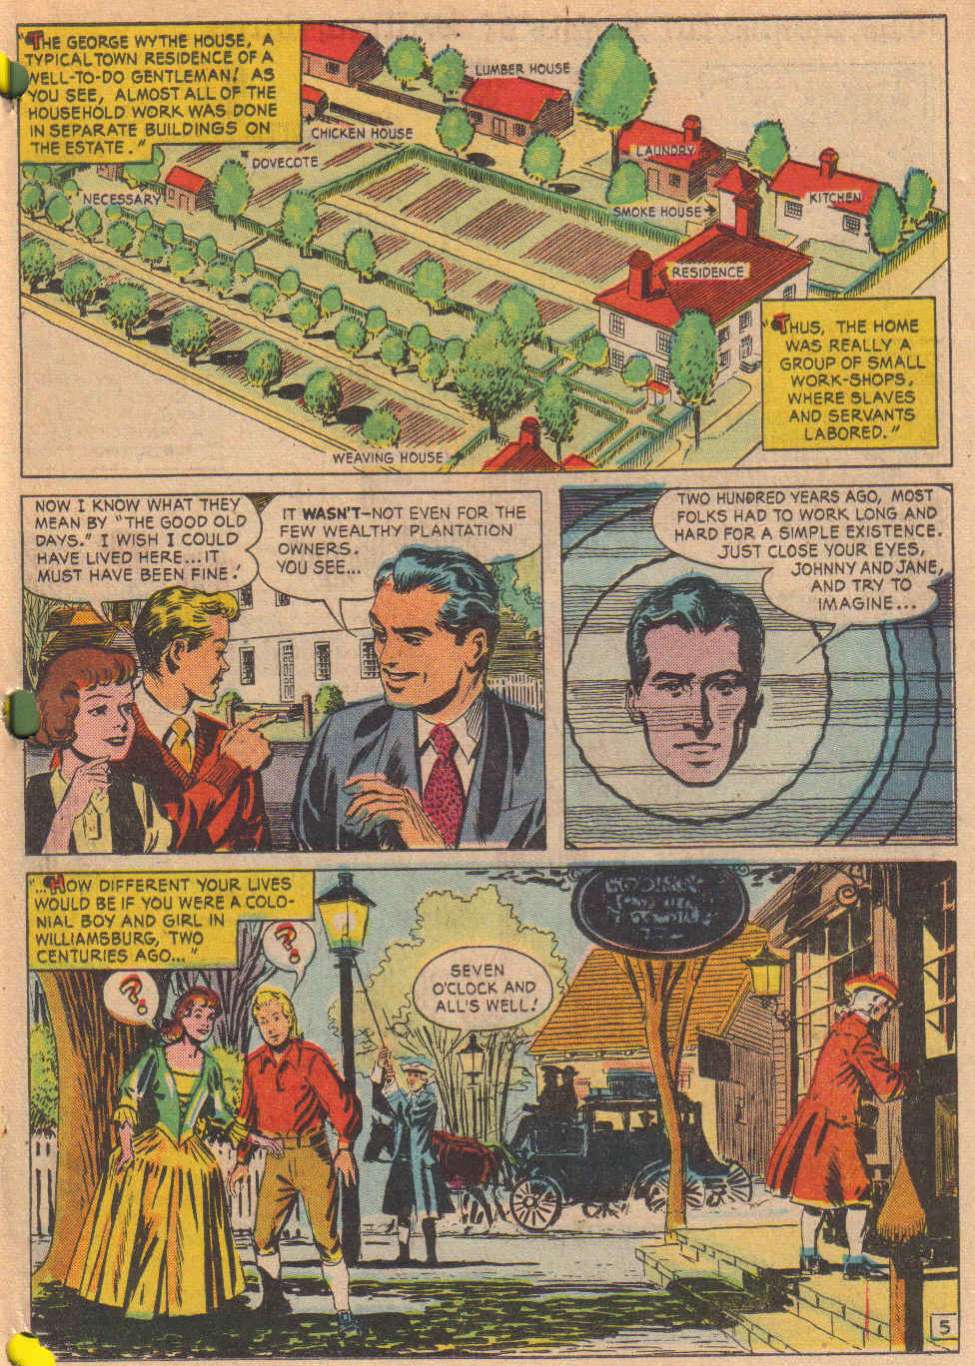 "THE GEORGE WYTHE HOUSE, A
TYPICAL TOWN RESIDENCE OF A
WELL-TO-DO GENTLEMAN! AS
YOU SEE, ALMOST ALL OF THE
HOUSEHOLD WORK WAS DONE
IN SEPARATE BUILDINGS ON
THE ESTATE."
LUMBER HOUSE
CHICKEN HOUSE
DOVECOTE
LAUNDRY
NECESSARY
KITCHEN
SMOKE HOUSE
RESIDENCE
"THUS, THE HOME
WAS REALLY A
GROUP OF SMALL
WORK-SHOPS,
WHERE SLAVES
AND SERVANTS
LABORED."
WEAVING HOUSE
NOW I KNOW WHAT THEY
MEAN BY "THE GOOD OLD
DAYS." I WISH I COULD
HAVE LIVED HERE...IT
MUST HAVE BEEN FINE!
IT WASN'T-NOT EVEN FOR THE
FEW WEALTHY PLANTATION
OWNERS.
YOU SEE...
TWO HUNDRED YEARS AGO, MOST
FOLKS HAD TO WORK LONG AND
HARD FOR A SIMPLE EXISTENCE.
JUST CLOSE YOUR EYES,
JOHNNY AND JANE,
AND TRY TO
IMAGINE...
"...HOW DIFFERENT YOUR LIVES
WOULD BE IF YOU WERE A COLO-
NIAL BOY AND GIRL IN
WILLIAMSBURG, TWO
CENTURIES AGO..."
?!
?!
SEVEN
O'CLOCK AND
ALL'S WELL!
5